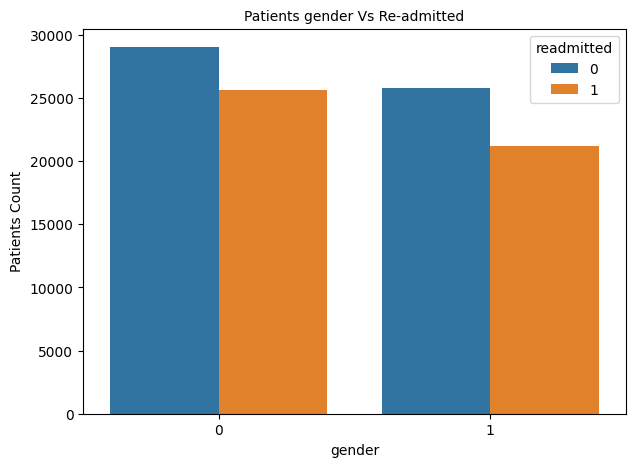 Patients gender Vs Re-admitted
readmitted
0
1
Patients Count
30000
25000
20000
15000
10000
5000
0
0 1
gender